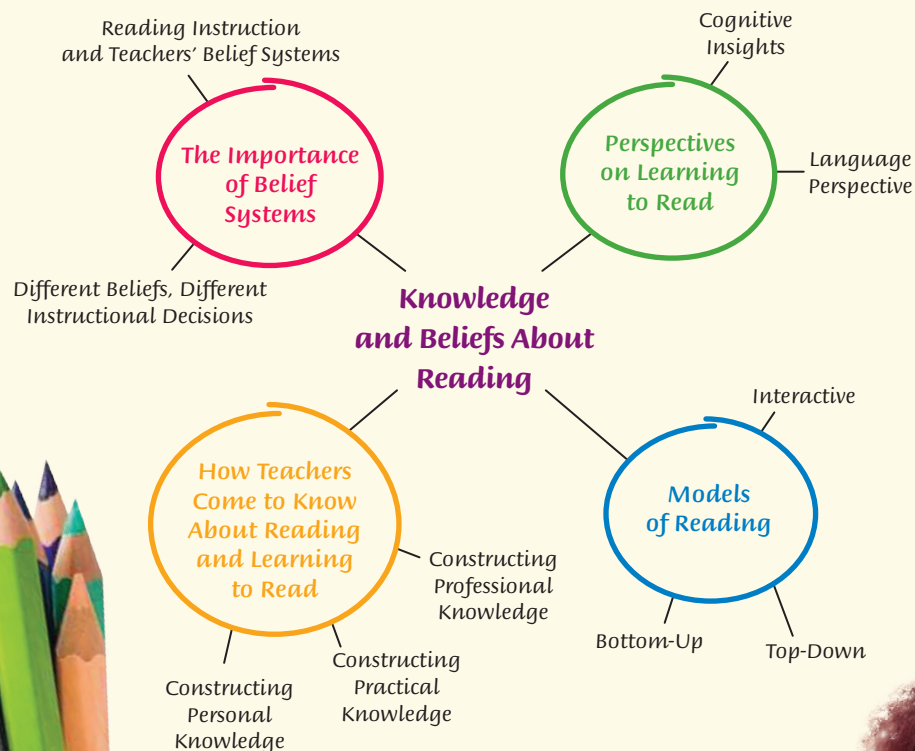 Reading Instruction
and Teachers' Belief Systems
The Importance
of Belief
Systems
Different Beliefs, Different
Instructional Decisions
Cognitive
Insights
Perspectives
on Learning
to Read
Language
Perspective
Knowledge
and Beliefs About
Reading
How Teachers
Come to Know
About Reading
and Learning
to Read
Constructing
Professional
Knowledge
Constructing
Practical
Knowledge
Constructing
Personal
Knowledge
Interactive
Models
of Reading
Bottom-Up
Top-Down